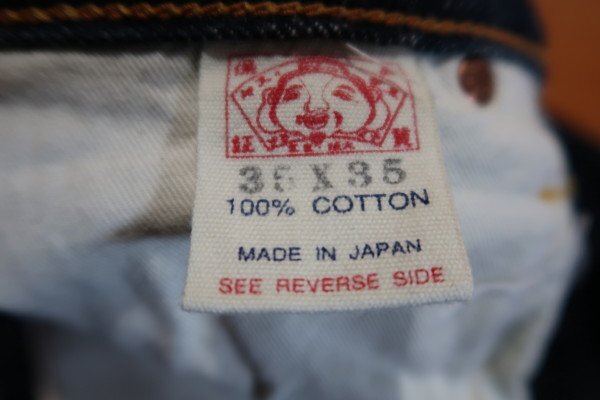 35 X 35
100% COTTON
MADE IN JAPAN
SEE REVERSE SIDE